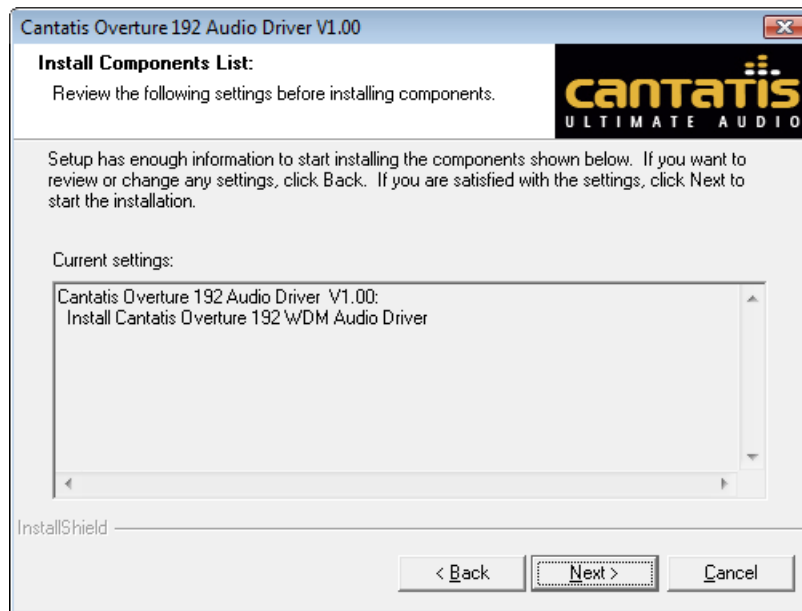 Cantatis Overture 192 Audio Driver V1.00
Install Components List:
Review the following settings before installing components.
cantatis
ULTIMATE AUDIO
Setup has enough information to start installing the components shown below. If you want to
review or change any settings, click Back. If you are satisfied with the settings, click Next to
start the installation.
Current settings:
Cantatis Overture 192 Audio Driver V1.00:
Install Cantatis Overture 192 WDM Audio Driver
InstallShield
< Back
Next >
Cancel